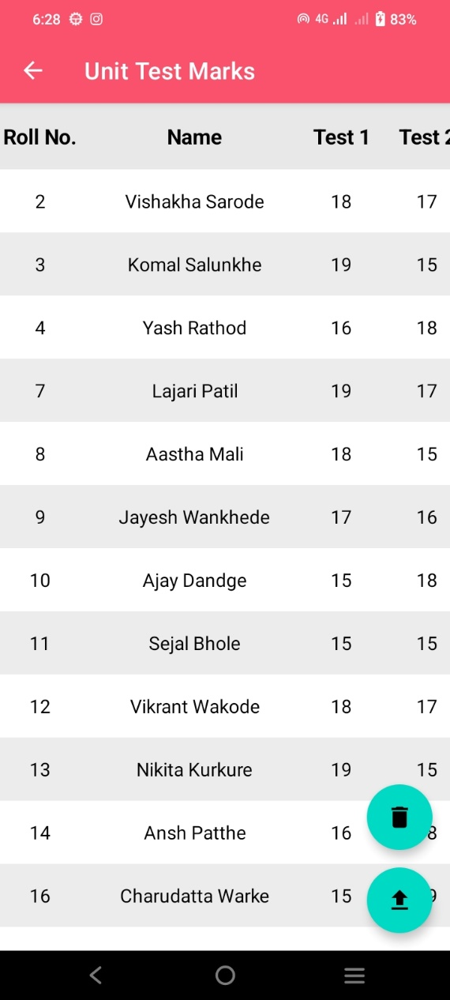 6:28 4G 83%
Unit Test Marks
Roll No. Name Test 1 Test 2
2 Vishakha Sarode 18 17
3 Komal Salunkhe 19 15
4 Yash Rathod 16 18
7 Lajari Patil 19 17
8 Aastha Mali 18 15
9 Jayesh Wankhede 17 16
10 Ajay Dandge 15 18
11 Sejal Bhole 15 15
12 Vikrant Wakode 18 17
13 Nikita Kurkure 19 15
14 Ansh Patthe 16
16 Charudatta Warke 15